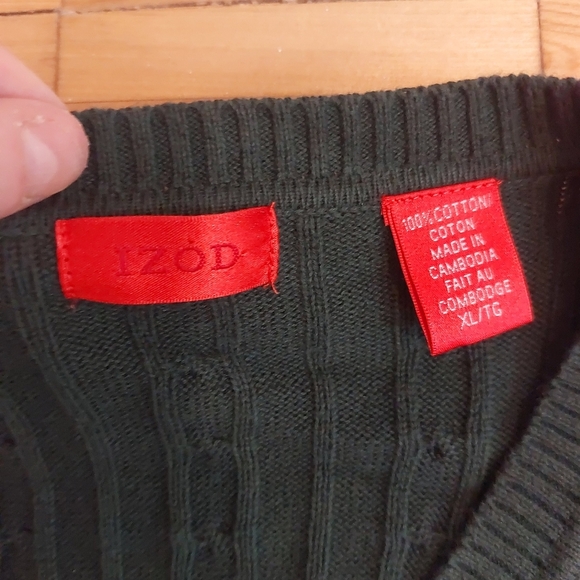 IZOD
100% COTTON/
COTON
MADE IN
CAMBODIA
FAIT AU
COMBODGE
XL/TG